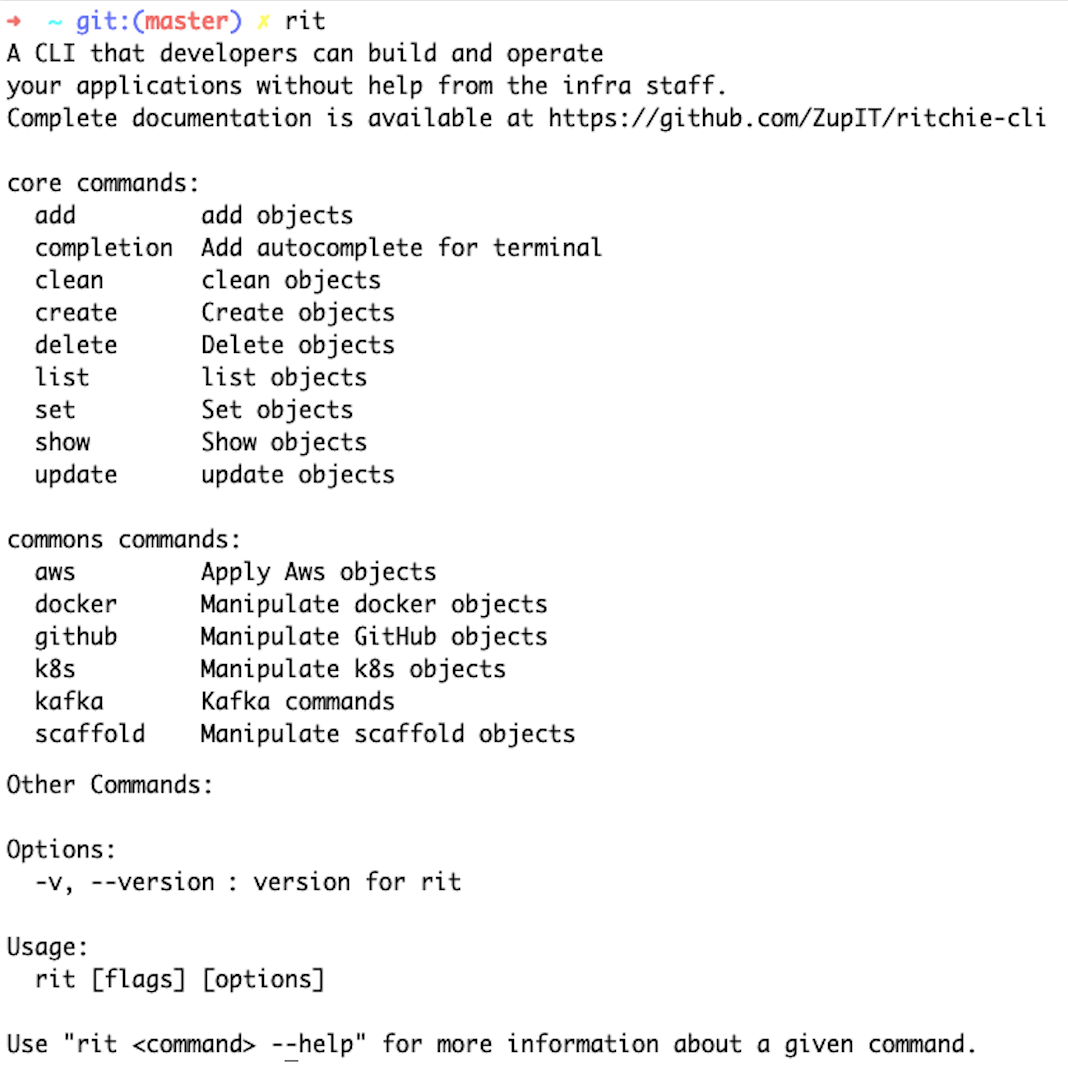 ➜  ~ git:(master) ✗ rit
A CLI that developers can build and operate
your applications without help from the infra staff.
Complete documentation is available at https://github.com/ZupIT/ritchie-cli

core commands:
  add         add objects
  completion  Add autocomplete for terminal
  clean       clean objects
  create      Create objects
  delete      Delete objects
  list        list objects
  set         Set objects
  show        Show objects
  update      update objects

commons commands:
  aws         Apply Aws objects
  docker      Manipulate docker objects
  github      Manipulate GitHub objects
  k8s         Manipulate k8s objects
  kafka       Kafka commands
  scaffold    Manipulate scaffold objects

Other Commands:

Options:
  -v, --version : version for rit

Usage:
  rit [flags] [options]

Use "rit <command> --help" for more information about a given command.